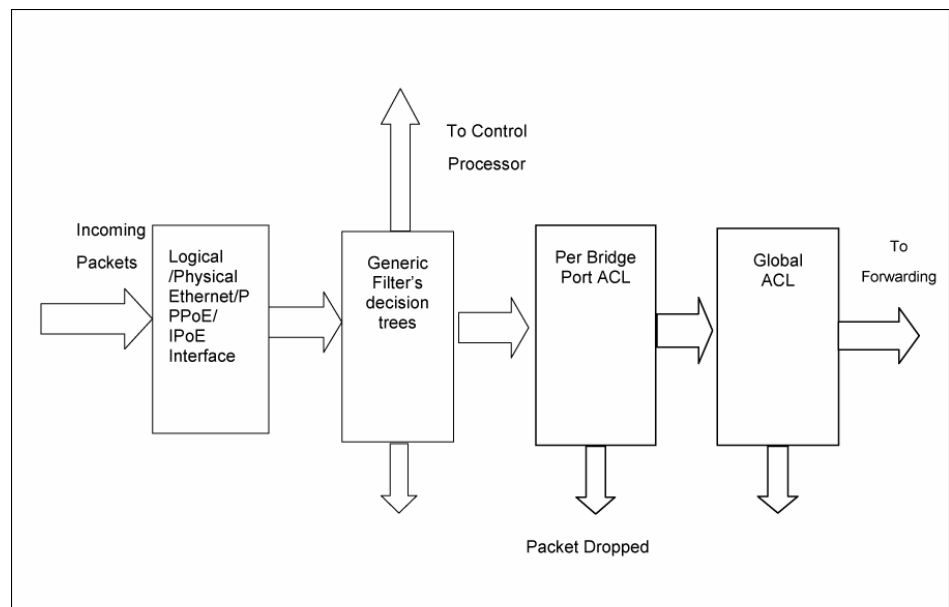 To Control
Processor
Incoming
Packets
Logical
/Physical
Ethernet/P
PPoE/
IPoE
Interface
Generic
Filter's
decision
trees
Per Bridge
Port ACL
Global
ACL
To
Forwarding
Packet Dropped